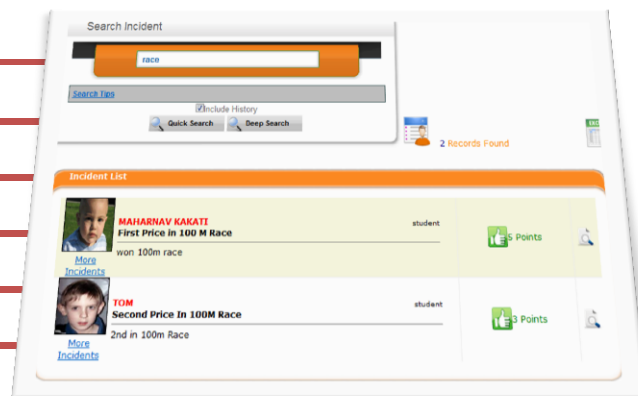 Search Incident
race
Search Tips
Include History
Quick Search Deep Search
2 Records Found
Incident List
MAHARNAV KAKATI student
First Price in 100 M Race
5 Points
won 100m race
More
Incidents
TOM student
Second Price In 100M Race
3 Points
2nd in 100m Race
More
Incidents